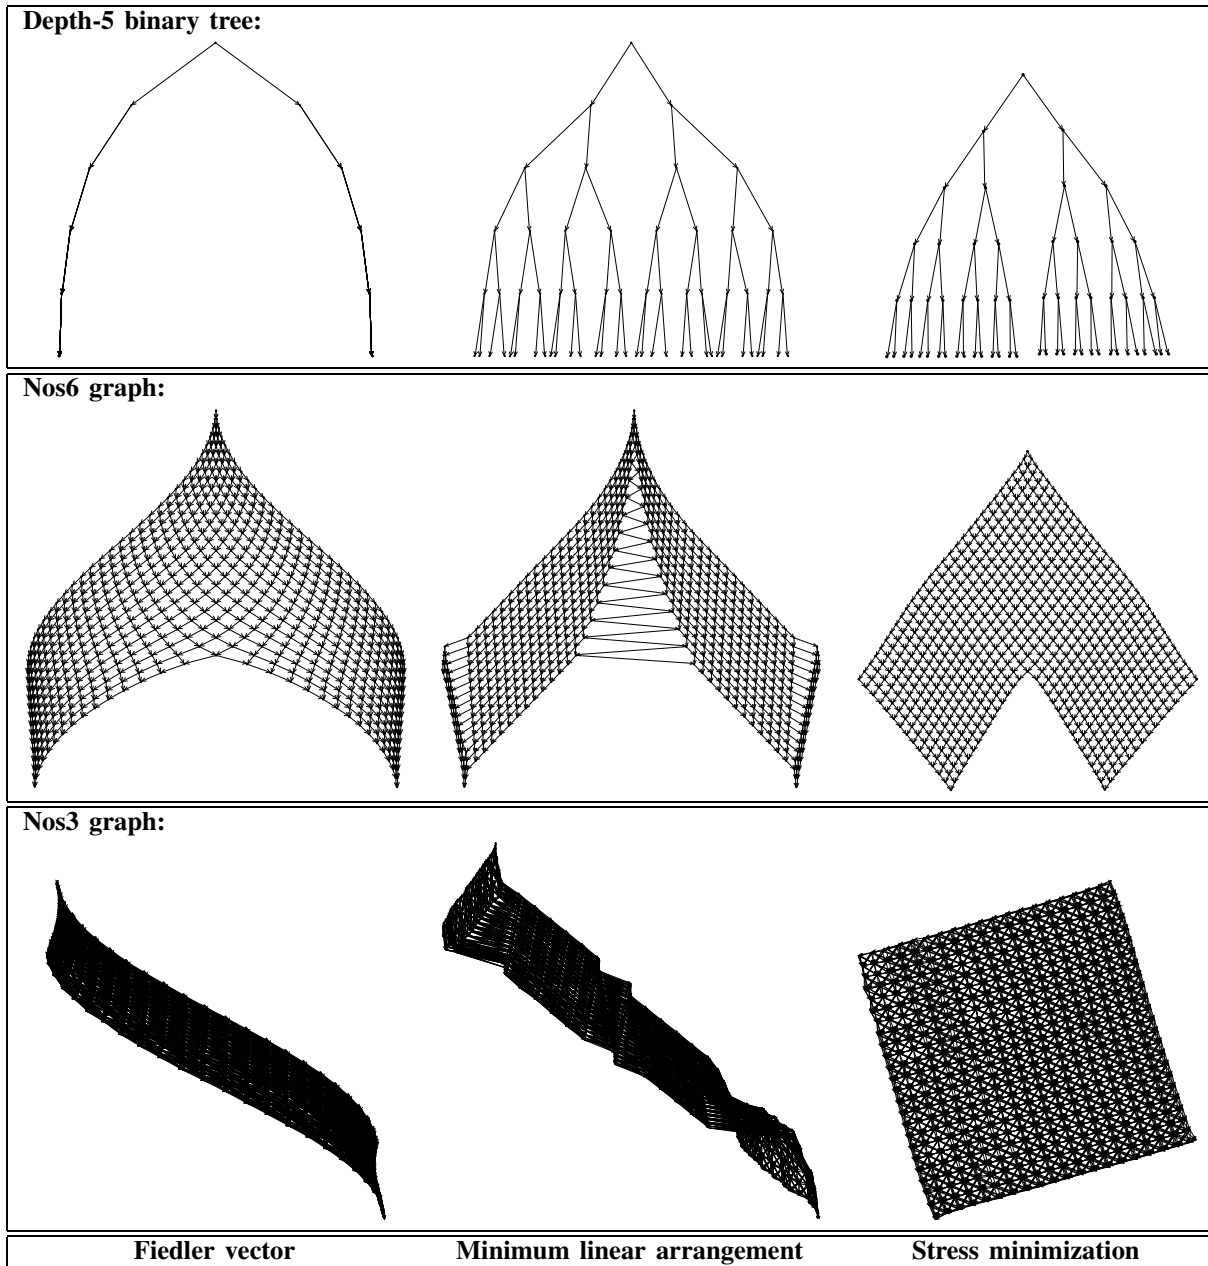 Depth-5 binary tree:
Nos6 graph:
Nos3 graph:
Fiedler vector Minimum linear arrangement Stress minimization